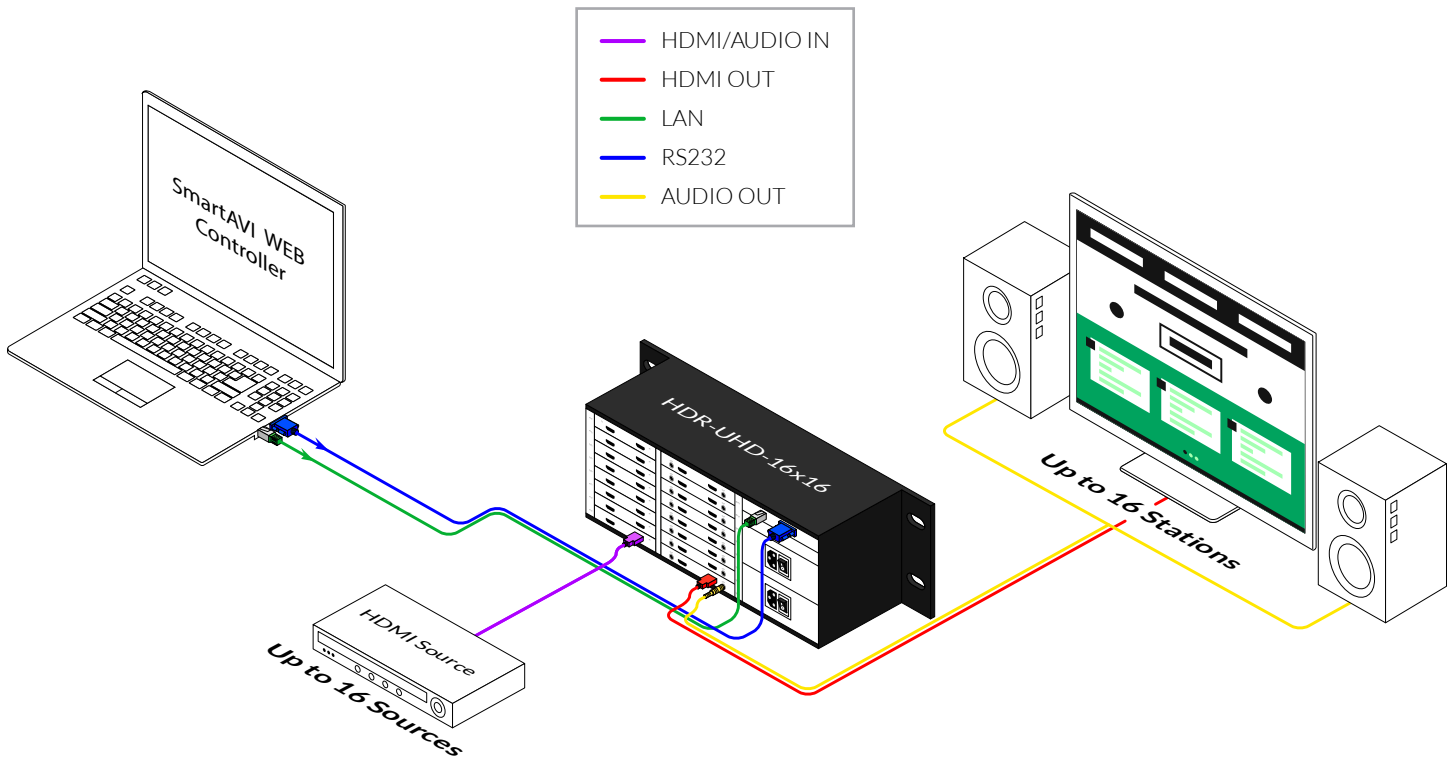 HDMI/AUDIO IN
HDMI OUT
LAN
RS232
AUDIO OUT
SmartAVI WEB
Controller
HDR-UHD-16x16
Up to 16 Stations
HDMI Source
Up to 16 Sources